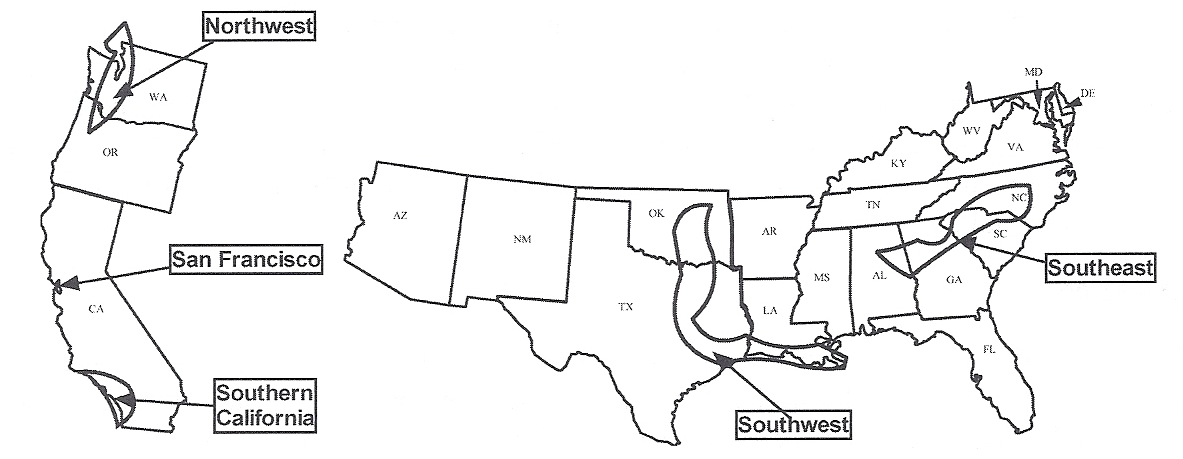 Northwest
WA
OR
San Francisco
CA
Southern
California
MD
DE
WV
VA
KY
OK
AR
TN
NC
SC
AZ
NM
TX
LA
MS
AL
GA
Southeast
FL
Southwest